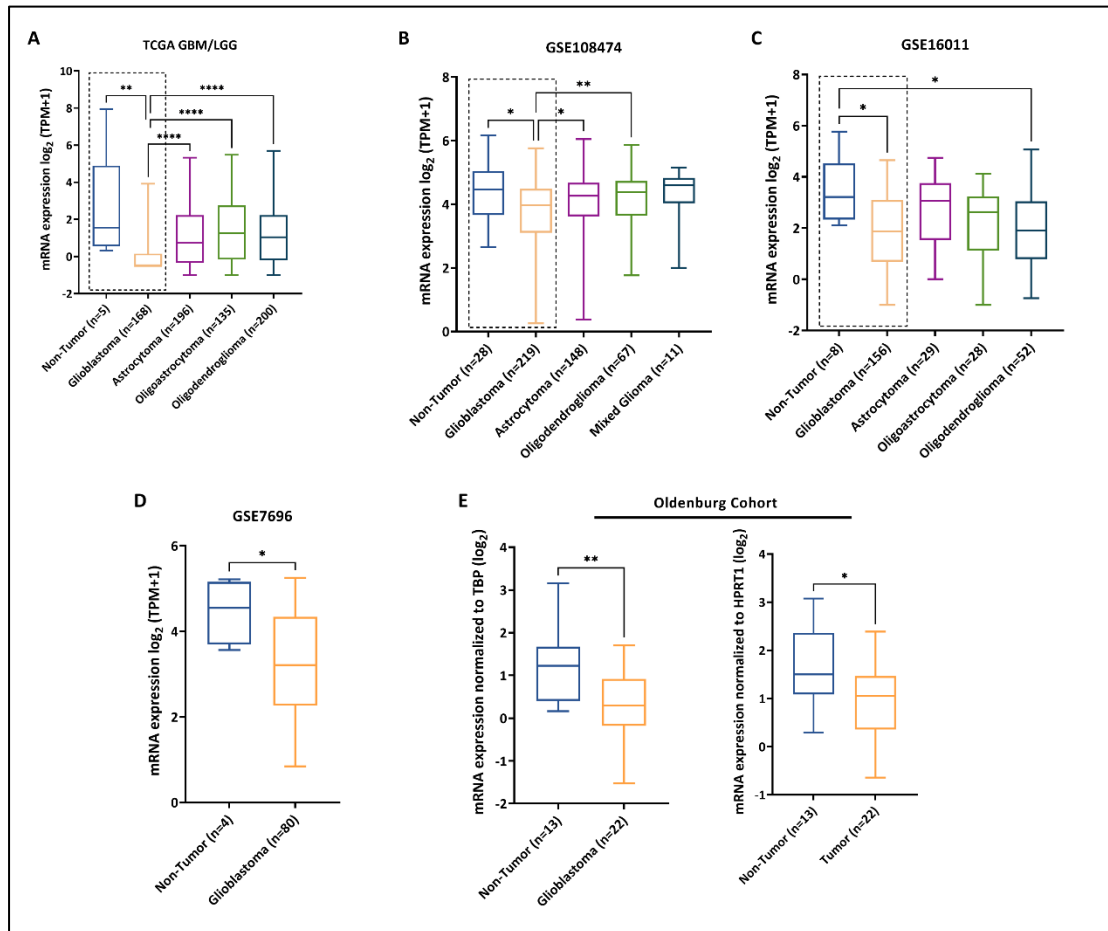 A
TCGA GBM/LGG
mRNA expression log2 (TPM+1)
10
8
6
4
2
0
-2
**
****
****
****
Non-Tumor (n=5)
Glioblastoma (n=168)
Astrocytoma (n=196)
Oligoastrocytoma (n=135)
Oligodendroglioma (n=200)
B
GSE108474
mRNA expression log2 (TPM+1)
8
6
4
2
0
*
**
*
Non-Tumor (n=28)
Glioblastoma (n=219)
Astrocytoma (n=148)
Oligodendroglioma (n=67)
Mixed Glioma (n=11)
C
GSE16011
mRNA expression log2 (TPM+1)
8
6
4
2
0
-2
*
*
Non-Tumor (n=8)
Glioblastoma (n=156)
Astrocytoma (n=29)
Oligoastrocytoma (n=28)
Oligodendroglioma (n=52)
D
GSE7696
mRNA expression log2 (TPM+1)
6
4
2
0
*
Non-Tumor (n=4)
Glioblastoma (n=80)
E
Oldenburg Cohort
mRNA expression normalized to TBP (log2)
4
3
2
1
0
-1
-2
**
Non-Tumor (n=13)
Glioblastoma (n=22)
mRNA expression normalized to HPRT1 (log2)
4
3
2
1
0
-1
*
Non-Tumor (n=13)
Tumor (n=22)